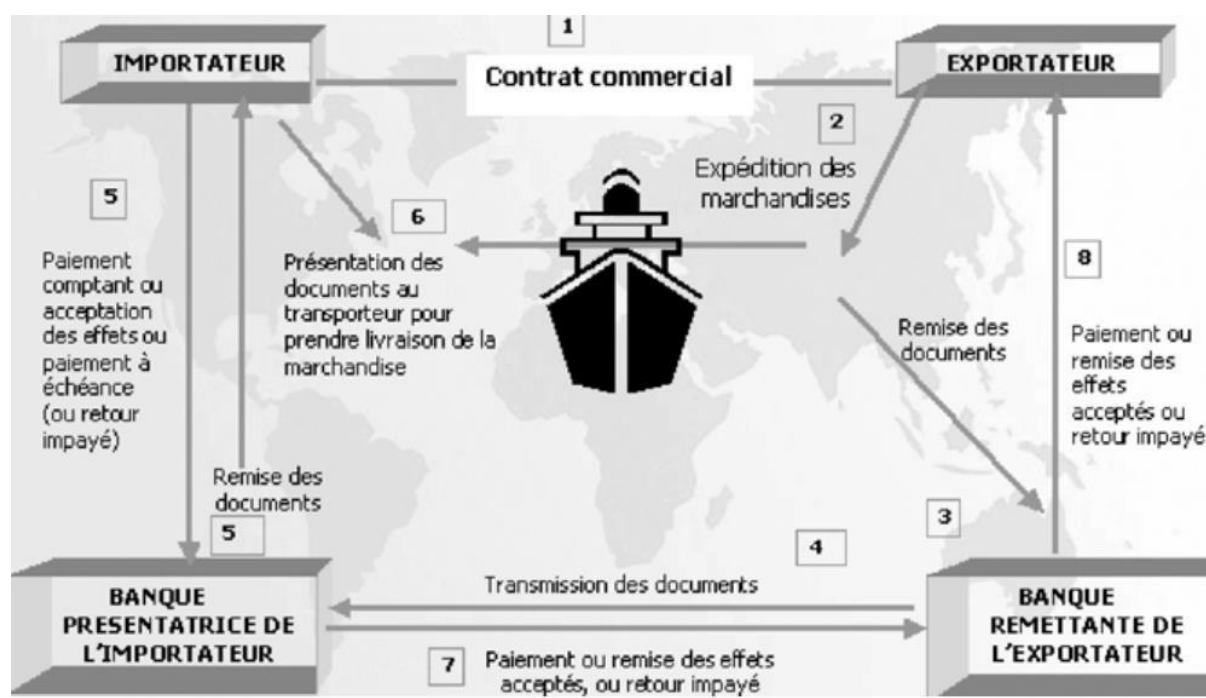 1
IMPORTATEUR
Contrat commercial
EXPORTATEUR
2
Expédition des
marchandises
5
6
8
Paiement
comptant ou
acceptation
des effets ou
paiement à
échéance
(ou retour
impayé)
Présentation des
documents au
transporteur pour
prendre livraison de la
marchandise
Remise des
documents
Paiement ou
remise des
effets
acceptés ou
retour impayé
Remise des
documents
5
3
4
Transmission des documents
BANQUE
PRESENTATRICE DE
L'IMPORTATEUR
BANQUE
REMETTANTE DE
L'EXPORTATEUR
7
Paiement ou remise des effets
acceptés, ou retour impayé